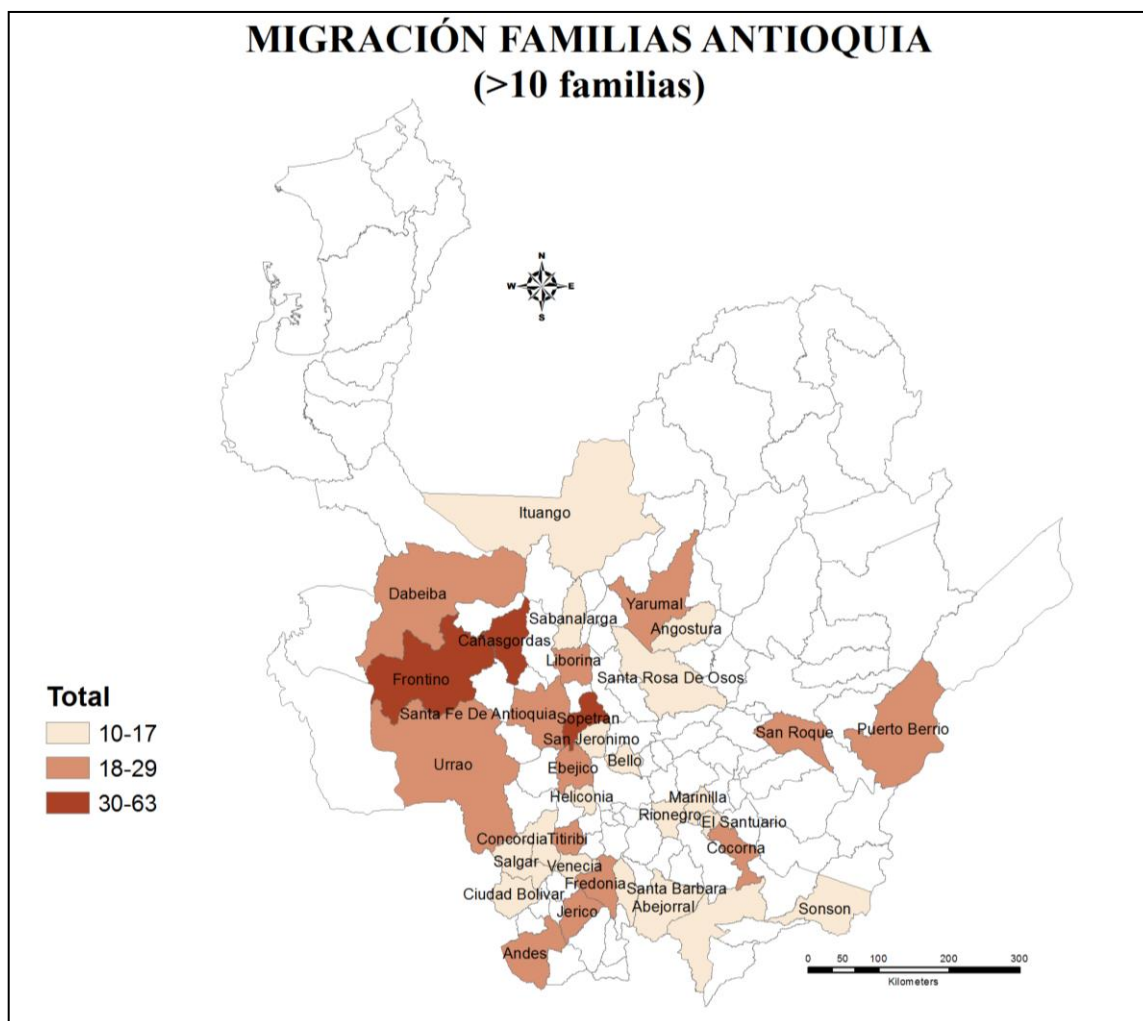 MIGRACIÓN FAMILIAS ANTIOQUIA
(>10 familias)
N
W E
S
Ituango
Dabeiba
Sabanalarga
Yarumal
Cañasgordas
Angostura
Liborina
Frontino
Santa Rosa De Osos
Santa Fe De Antioquia
Sopetran
San Jeronimo
San Roque
Puerto Berrio
Urrao
Ebejico
Bello
Heliconia
Marinilla
Rionegro
El Santuario
Concordia
Titiribi
Cocorna
Salgar
Venecia
Fredonia
Santa Barbara
Ciudad Bolivar
Abejorral
Jerico
Sonson
Andes
Total
10-17
18-29
30-63
0 50 100 200 300
Kilometers